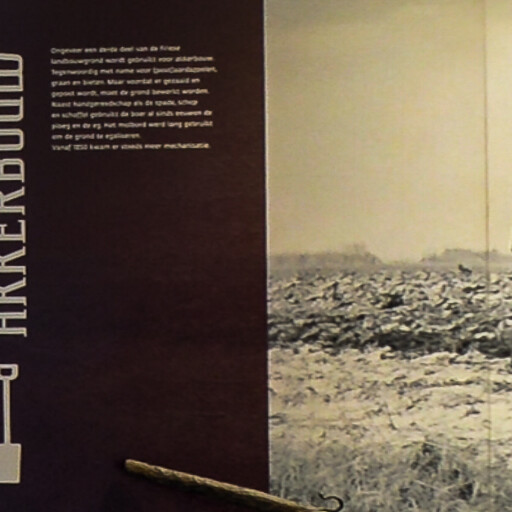 AKKERBOUW
Ongeveer een derde deel van de Friese
landbouwgrond wordt gebruikt voor akkerbouw.
Tegenwoordig met name voor (poot)aardappelen,
graan en bieten. Maar voordat er gezaaid en
gepoot wordt, moet de grond bewerkt worden.
Naast handgereedschap als de spade, schop
en schoffel gebruikt de boer al sinds eeuwen de
ploeg en de eg. Het molbord werd lang gebruikt
om de grond te egaliseren.
Vanaf 1850 kwam er steeds meer mechanisatie.